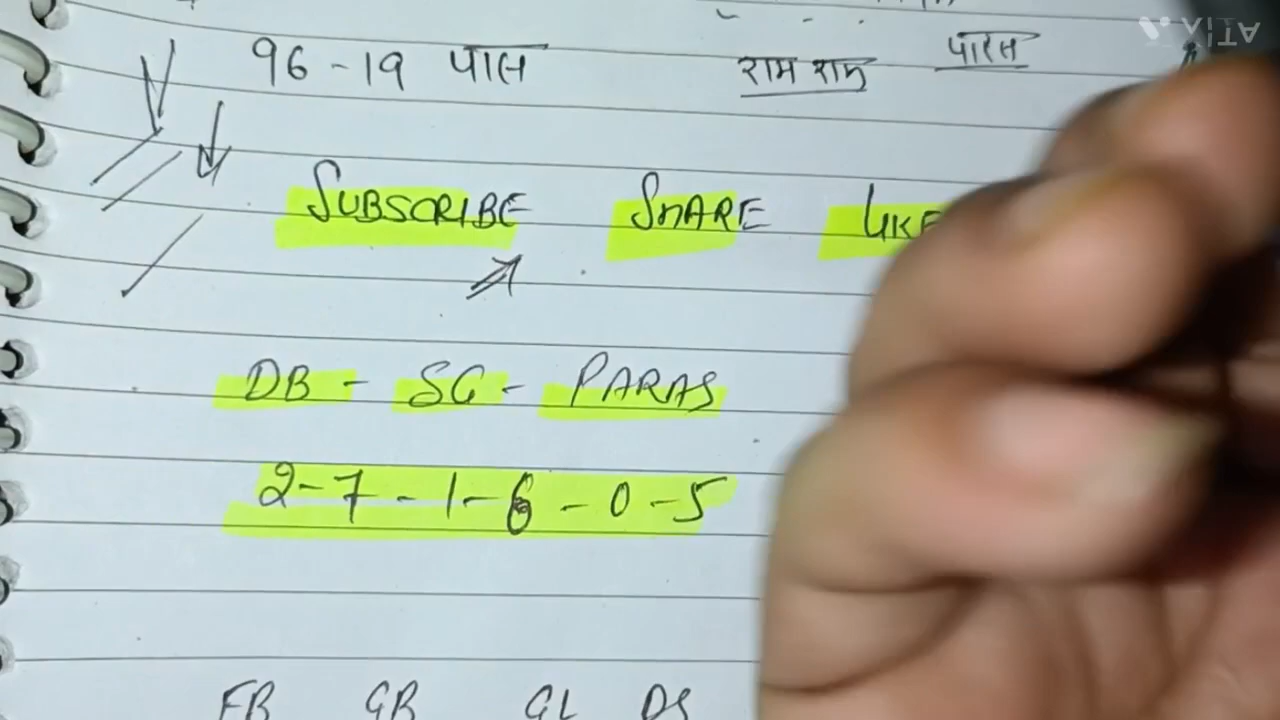 VITA
96-19 पास राम राम पारस
SUBSCRIBE SHARE LIKE
DB - SG - PARAS
2-7-1-6-0-5
FB GB GL DS